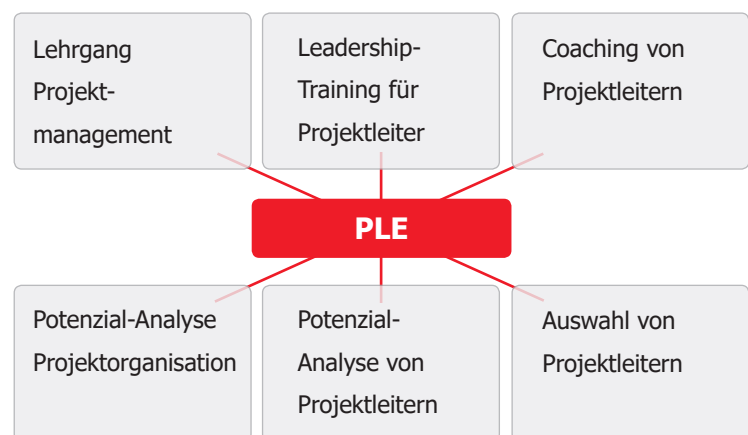 Lehrgang
Projekt-
management
Leadership-
Training für
Projektleiter
Coaching von
Projektleitern
PLE
Potenzial-Analyse
Projektorganisation
Potenzial-
Analyse von
Projektleitern
Auswahl von
Projektleitern